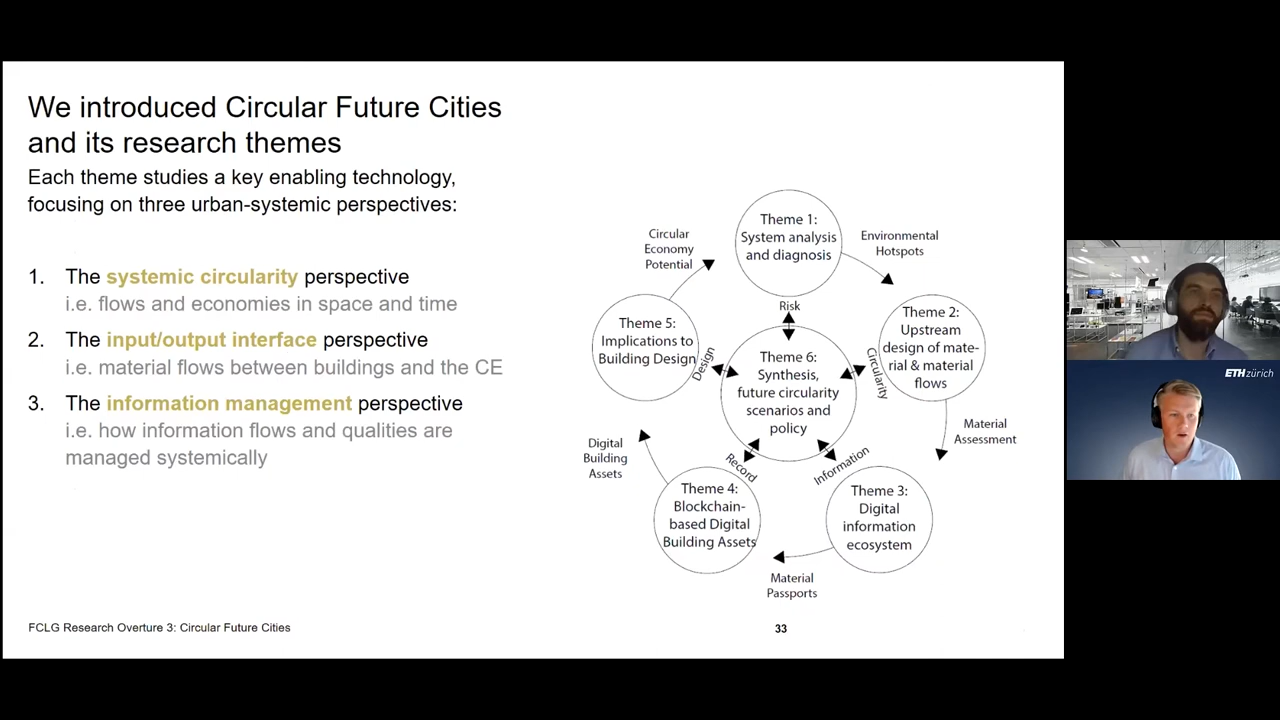 We introduced Circular Future Cities
and its research themes
Each theme studies a key enabling technology,
focusing on three urban-systemic perspectives:
1. The systemic circularity perspective
i.e. flows and economies in space and time
2. The input/output interface perspective
i.e. material flows between buildings and the CE
3. The information management perspective
i.e. how information flows and qualities are
managed systemically
Theme 1:
System analysis
and diagnosis
Environmental
Hotspots
Theme 2:
Upstream
design of mate-
rial & material
flows
Material
Assessment
Theme 3:
Digital
information
ecosystem
Material
Passports
Theme 4:
Blockchain-
based Digital
Building Assets
Digital
Building
Assets
Theme 5:
Implications to
Building Design
Circular
Economy
Potential
Theme 6:
Synthesis,
future circularity
scenarios and
policy
Risk
Circularity
Information
Record
Design
FCLG Research Overture 3: Circular Future Cities
33
ETH zürich